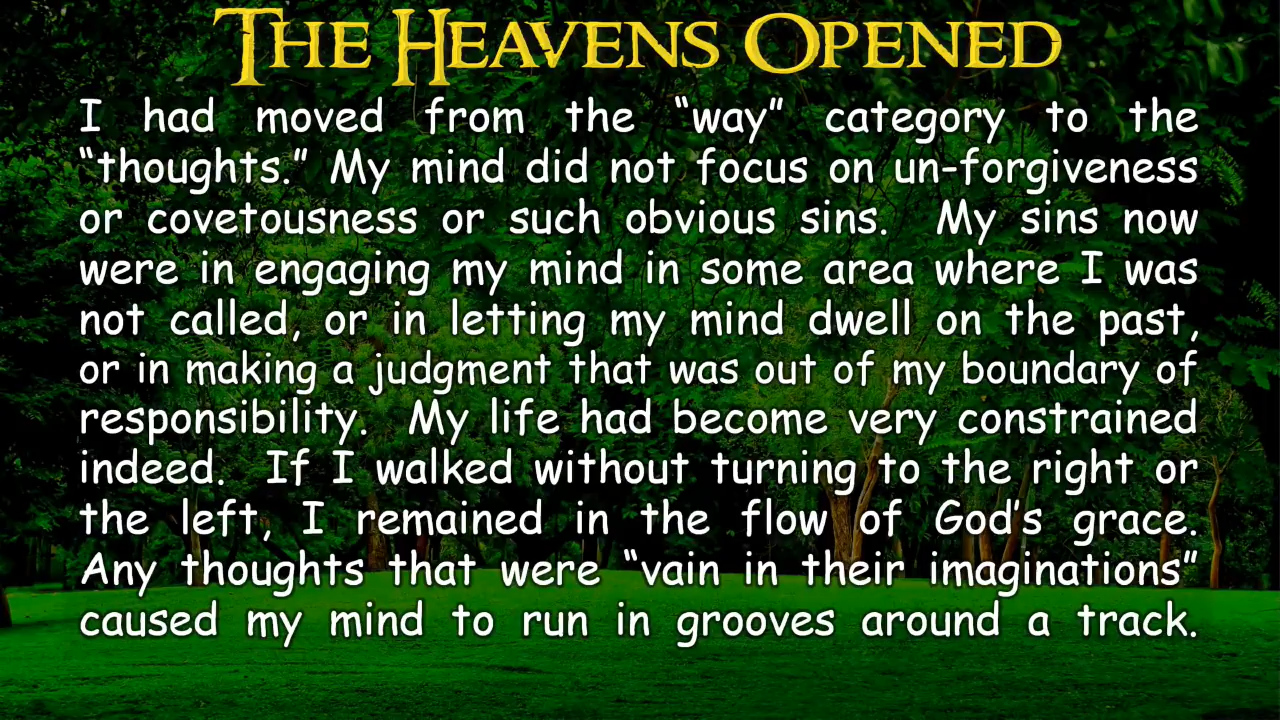 THE HEAVENS OPENED
I had moved from the “way” category to the
“thoughts.” My mind did not focus on un-forgiveness
or covetousness or such obvious sins. My sins now
were in engaging my mind in some area where I was
not called, or in letting my mind dwell on the past,
or in making a judgment that was out of my boundary of
responsibility. My life had become very constrained
indeed. If I walked without turning to the right or
the left, I remained in the flow of God’s grace.
Any thoughts that were “vain in their imaginations”
caused my mind to run in grooves around a track.